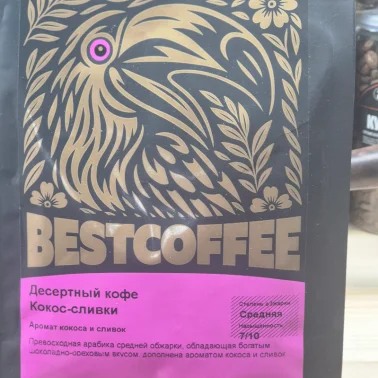 BESTCOFFEE
Десертный кофе
Кокос-сливки
Аромат кокоса и сливок
Превосходная арабика средней обжарки, обладающая богатым
шоколадно-ореховым вкусом, дополнена ароматом кокоса и сливок
Степень обжарки
Средняя
Насыщенность
7/10